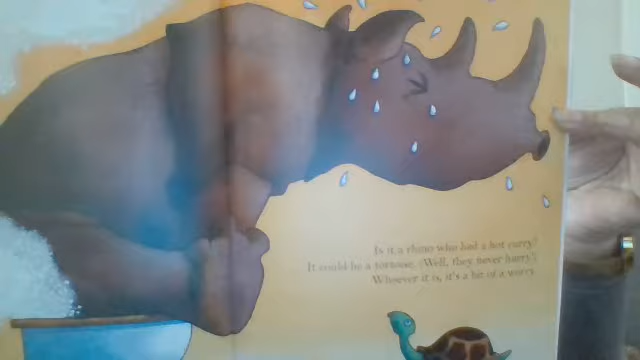 Is it a rhino who had a hot curry?
It could be a tortoise. (Well, they never hurry.)
Whoever it is, it's a bit of a worry